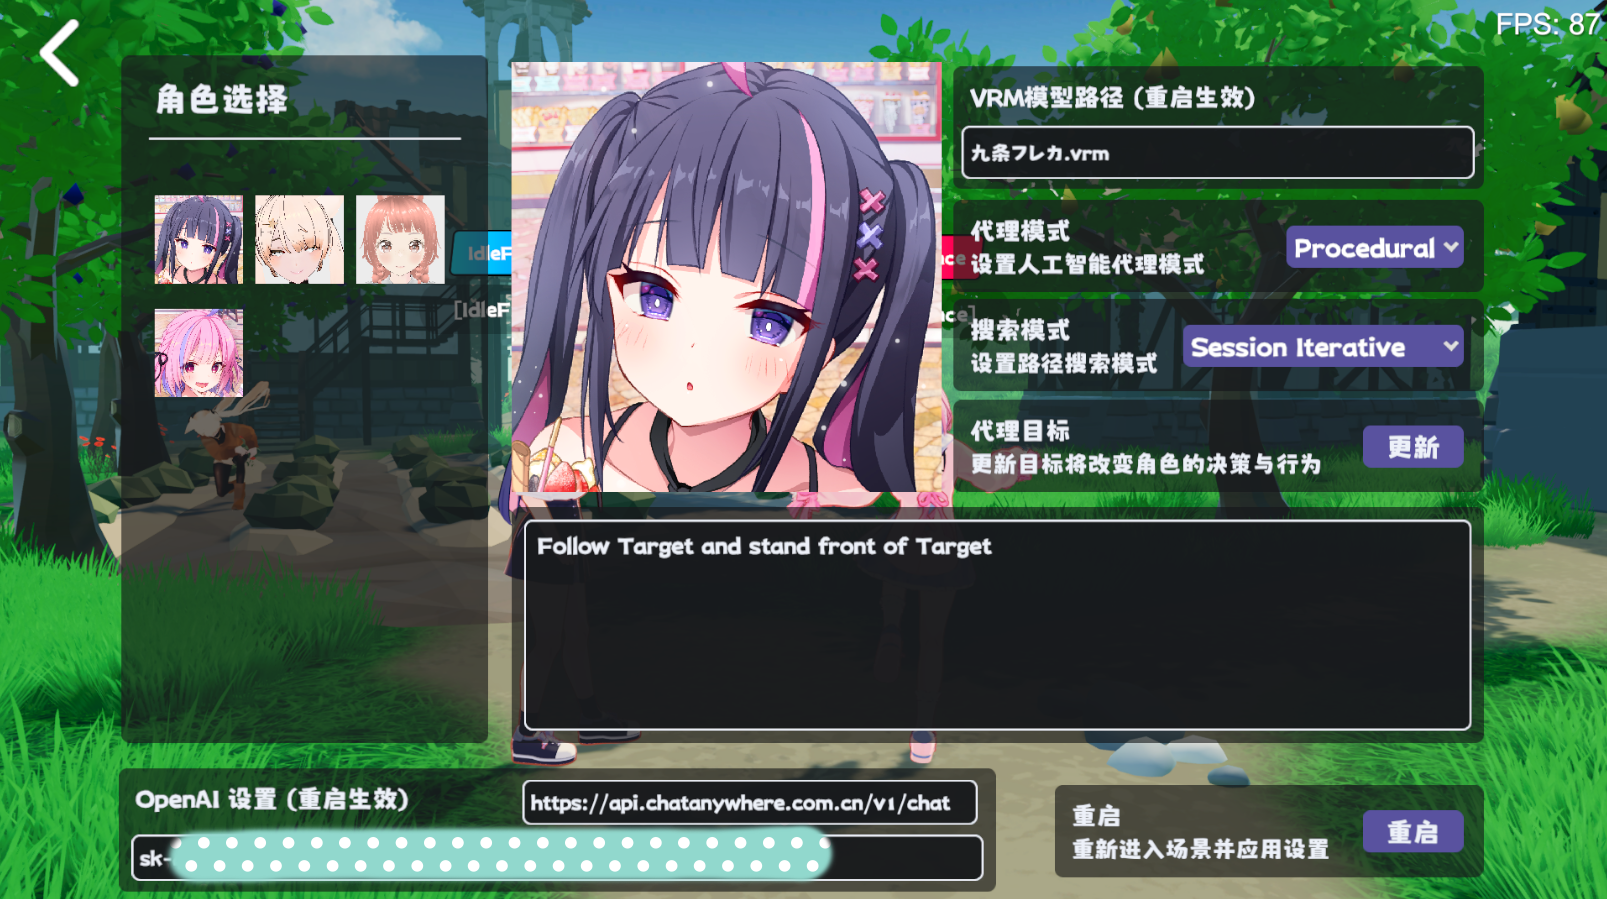 FPS: 87
角色选择
IdleF
[IdleF
nce
nce]
VRM模型路径 (重启生效)
九条フレカ.vrm
代理模式
设置人工智能代理模式
Procedural
搜索模式
设置路径搜索模式
Session Iterative
代理目标
更新目标将改变角色的决策与行为
更新
Follow Target and stand front of Target
OpenAI 设置 (重启生效)
https://api.chatanywhere.com.cn/v1/chat
sk-
重启
重新进入场景并应用设置
重启